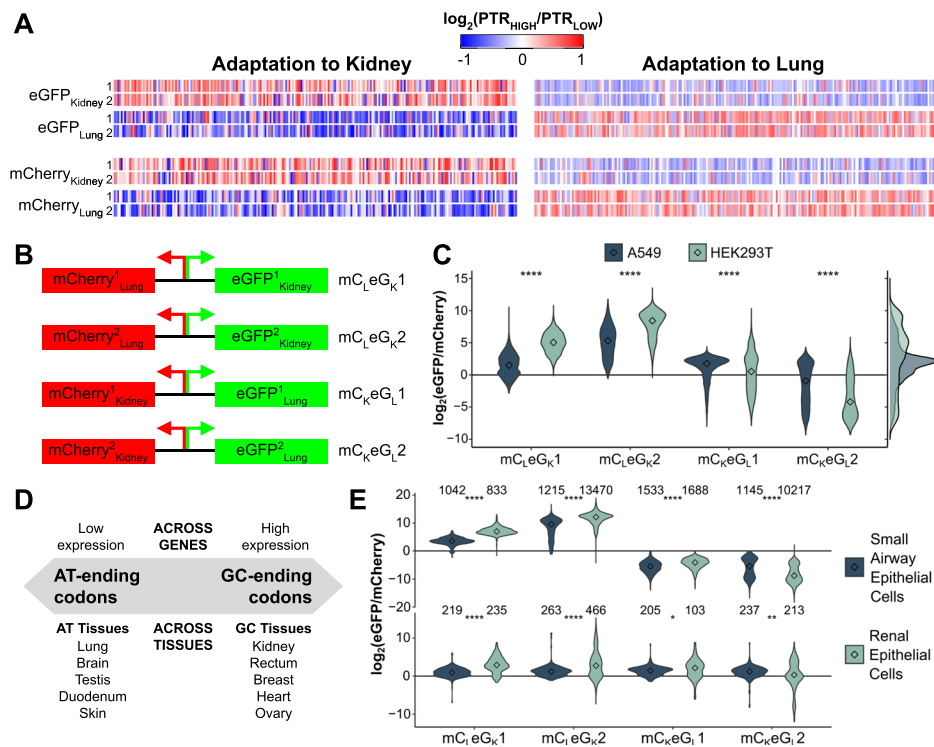 A
log2(PTRHIGH/PTRLOW)
-1 0 1
Adaptation to Kidney
Adaptation to Lung
eGFPKidney 1
2
eGFPLung 1
2
mCherryKidney 1
2
mCherryLung 1
2
B
mCherry1Lung eGFP1Kidney mCLeGK1
mCherry2Lung eGFP2Kidney mCLeGK2
mCherry1Kidney eGFP1Lung mCKeGL1
mCherry2Kidney eGFP2Lung mCKeGL2
C
A549 HEK293T
**** **** **** ****
log2(eGFP/mCherry)
15
10
5
0
−5
−10
mCLeGK1 mCLeGK2 mCKeGL1 mCKeGL2
D
Low expression
ACROSS GENES
High expression
AT-ending codons
GC-ending codons
AT Tissues
Lung
Brain
Testis
Duodenum
Skin
ACROSS TISSUES
GC Tissues
Kidney
Rectum
Breast
Heart
Ovary
E
log2(eGFP/mCherry)
1042 833 1215 13470 1533 1688 1145 10217
**** **** **** ****
20
10
0
−10
−20
219 235 263 466 205 103 237 213
**** **** * **
10
0
−10
mCLeGK1 mCLeGK2 mCKeGL1 mCKeGL2
Small
Airway
Epithelial
Cells
Renal
Epithelial
Cells